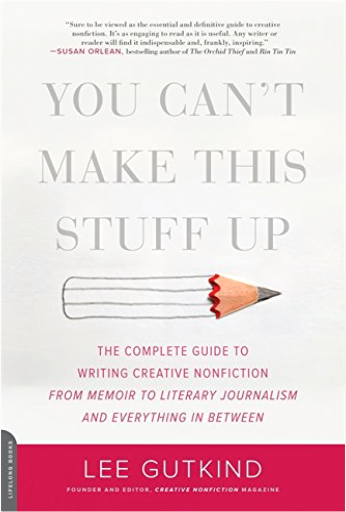 "Sure to be viewed as the essential and definitive guide to creative
nonfiction. It's as engaging to read as it is useful. Any writer or
reader will find it indispensable and, frankly, inspiring."
—SUSAN ORLEAN, bestselling author of The Orchid Thief and Rin Tin Tin
YOU CAN'T
MAKE THIS
STUFF UP
THE COMPLETE GUIDE TO
WRITING CREATIVE NONFICTION
FROM MEMOIR TO LITERARY JOURNALISM
AND EVERYTHING IN BETWEEN
LIFELONG BOOKS
LEE GUTKIND
FOUNDER AND EDITOR, CREATIVE NONFICTION MAGAZINE